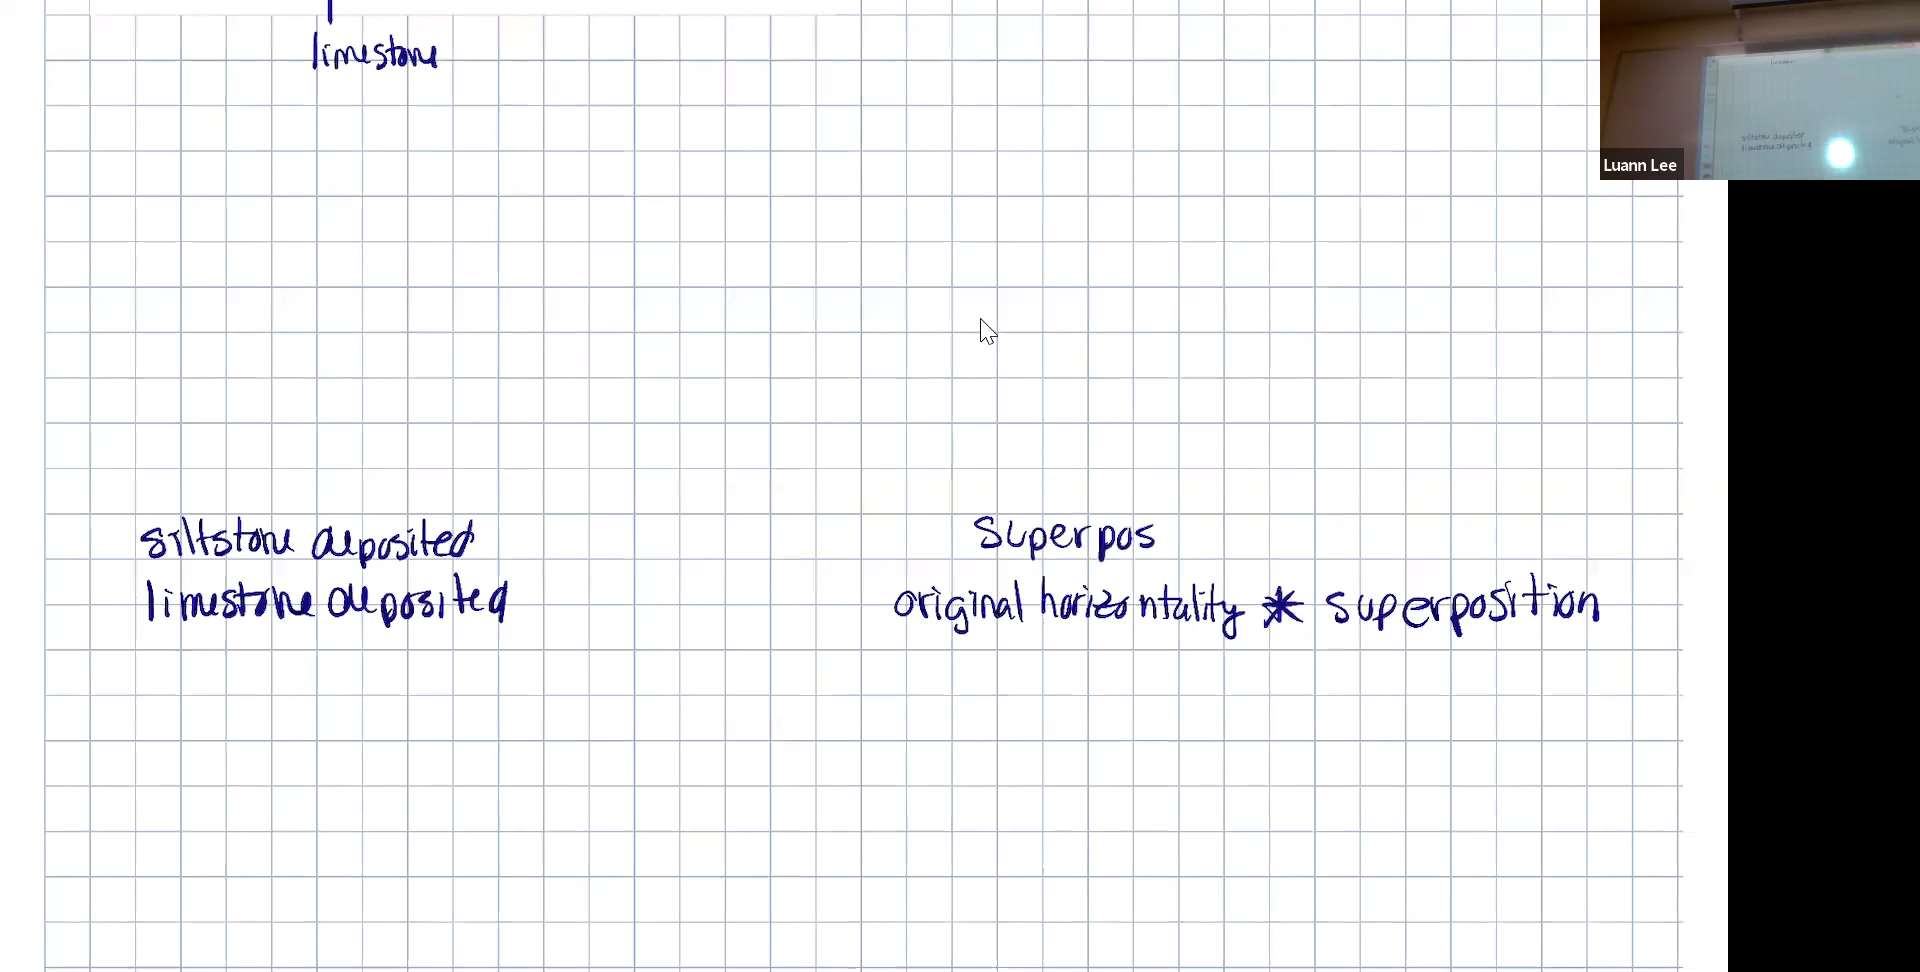 limestone
Luann Lee
siltstone deposited
Superpos
limestone deposited
original horizontality * superposition